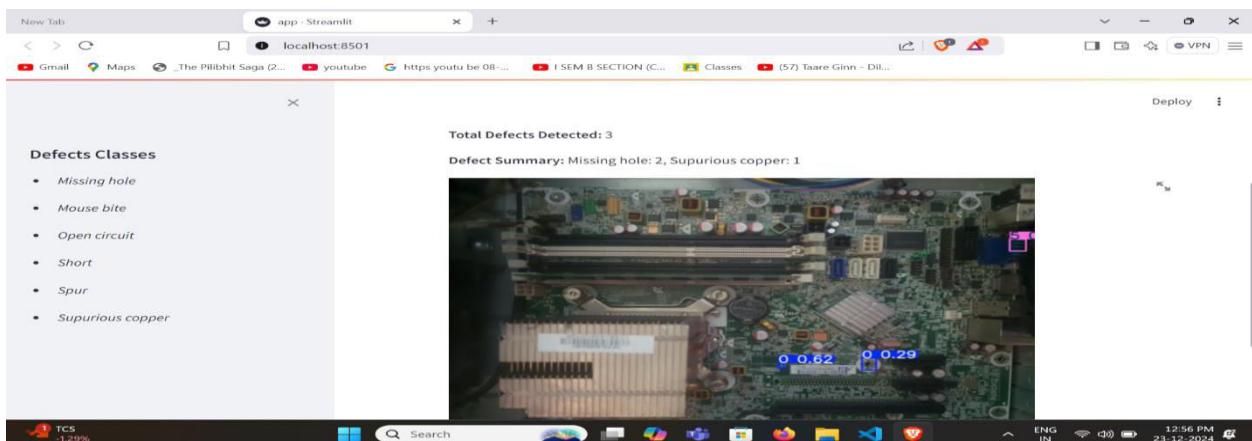 New Tab
app · Streamlit
localhost:8501
VPN
Gmail
Maps
_The Pilibhit Saga (2...
youtube
https youtu be 08-...
I SEM B SECTION (C...
Classes
(57) Taare Ginn - Dil...
Deploy
Total Defects Detected: 3
Defect Summary: Missing hole: 2, Supurious copper: 1
Defects Classes
Missing hole
Mouse bite
Open circuit
Short
Spur
Supurious copper
0 0.62
0 0.29
1
TCS
-1.29%
Search
ENG
IN
12:56 PM
23-12-2024